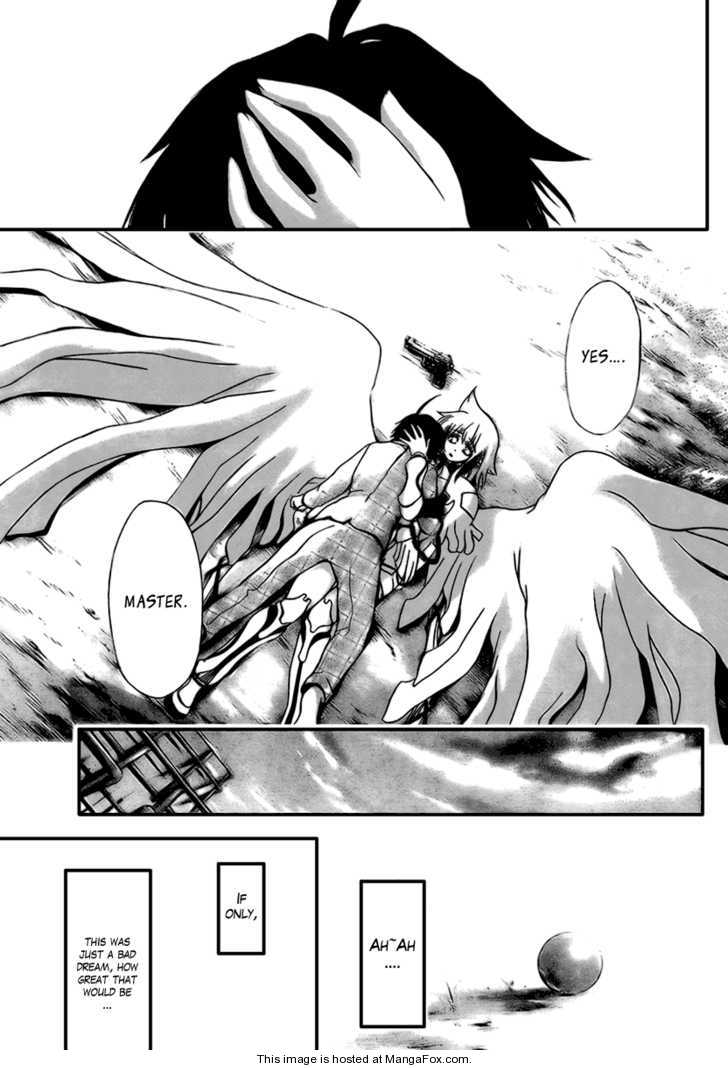 YES....
MASTER.
AH~AH
....
IF
ONLY,
THIS WAS
JUST A BAD
DREAM, HOW
GREAT THAT
WOULD BE
...
This image is hosted at MangaFox.com.